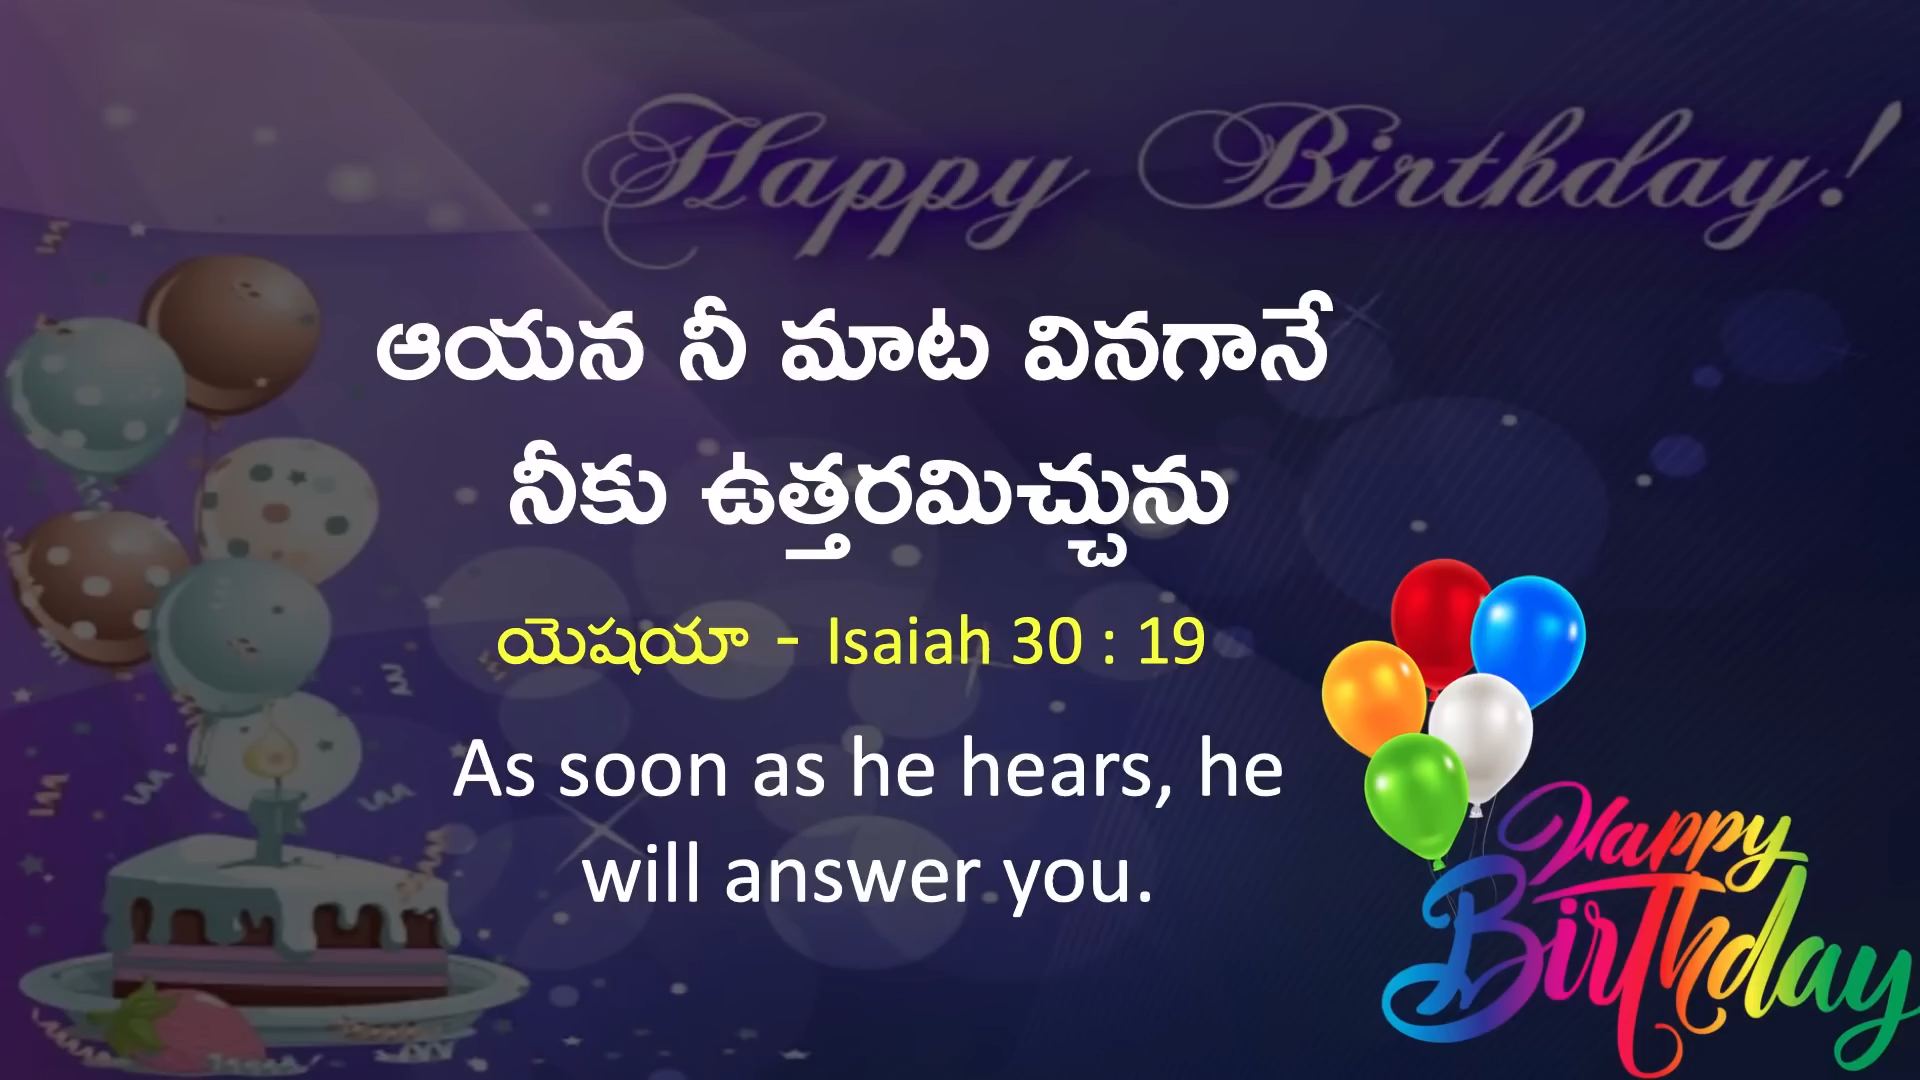 Happy Birthday!
ఆయన నీ మాట వినగానే
నీకు ఉత్తరమిచ్చును
యెషయా - Isaiah 30 : 19
As soon as he hears, he
will answer you.
Happy
Birthday